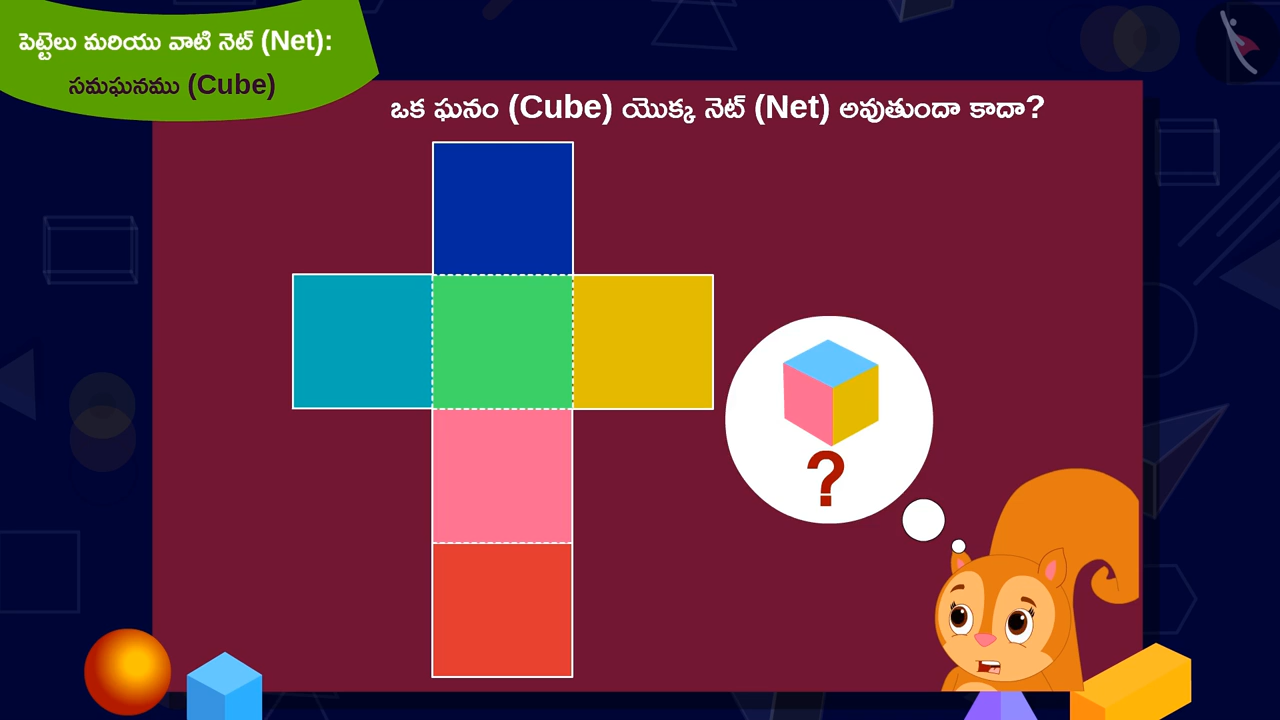 పెట్టెలు మరియు వాటి నెట్ (Net):
సమఘనము (Cube)
ఒక ఘనం (Cube) యొక్క నెట్ (Net) అవుతుందా కాదా?
?